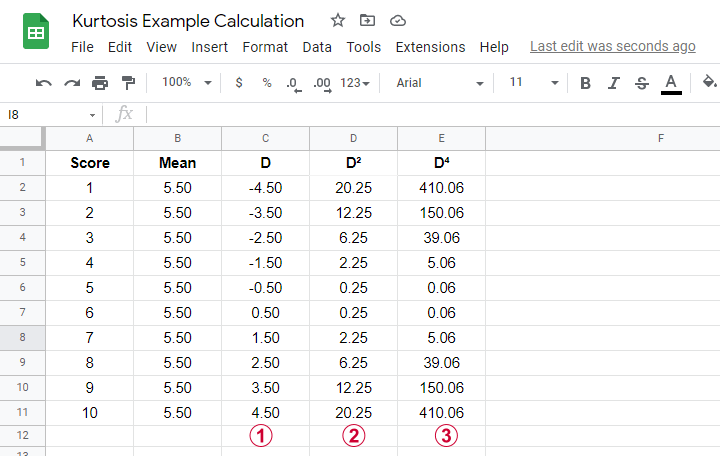 Kurtosis Example Calculation
File Edit View Insert Format Data Tools Extensions Help Last edit was seconds ago
100% $ % .0 .00 123 Arial 11 B I S A
I8 fx
A B C D E F
1 Score Mean D D² D⁴
2 1 5.50 -4.50 20.25 410.06
3 2 5.50 -3.50 12.25 150.06
4 3 5.50 -2.50 6.25 39.06
5 4 5.50 -1.50 2.25 5.06
6 5 5.50 -0.50 0.25 0.06
7 6 5.50 0.50 0.25 0.06
8 7 5.50 1.50 2.25 5.06
9 8 5.50 2.50 6.25 39.06
10 9 5.50 3.50 12.25 150.06
11 10 5.50 4.50 20.25 410.06
12 1 2 3
13